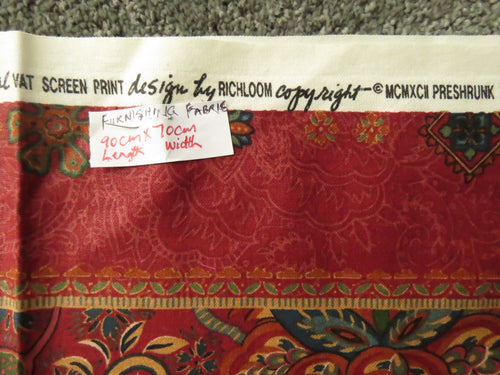 VAT SCREEN PRINT design by RICHLOOM copyright-© MCMXCII PRESHRUNK
FURNISHING FABRIC
90cm x 70cm
Length Width